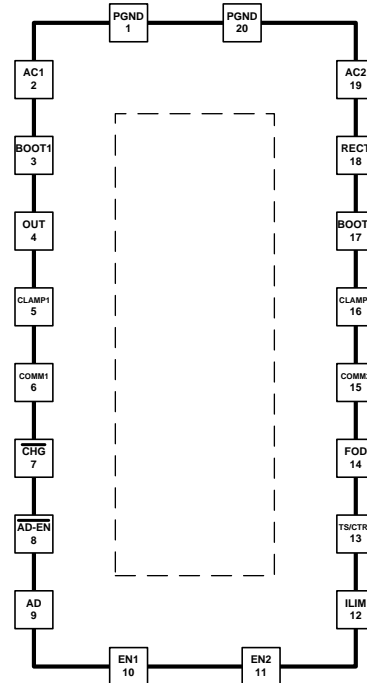 PGND
1
PGND
20
AC1
2
AC2
19
BOOT1
3
RECT
18
OUT
4
BOOT
17
CLAMP1
5
CLAMP
16
COMM1
6
COMM2
15
CHG
7
FOD
14
AD-EN
8
TS/CTR
13
AD
9
ILIM
12
EN1
10
EN2
11